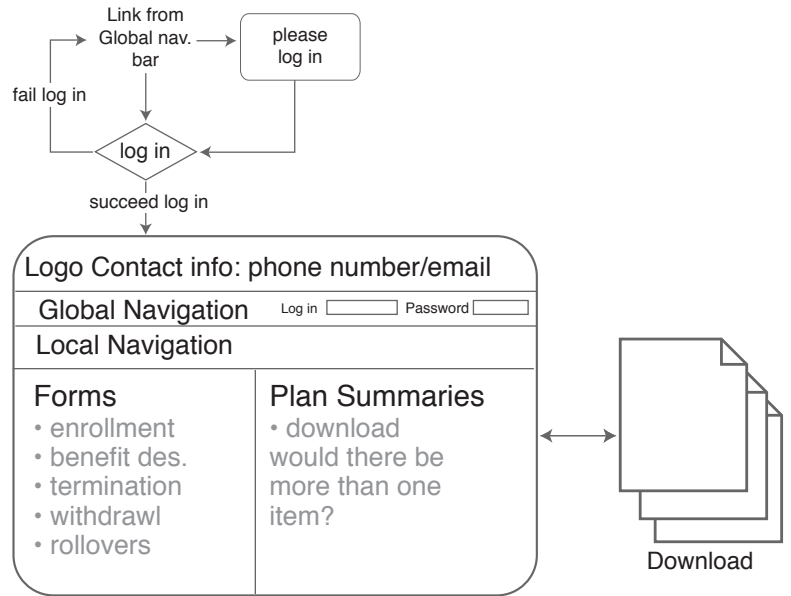 Link from
Global nav.
bar
please
log in
fail log in
log in
succeed log in
Logo Contact info: phone number/email
Global Navigation
Log in
Password
Local Navigation
Forms
• enrollment
• benefit des.
• termination
• withdrawl
• rollovers
Plan Summaries
• download
would there be
more than one
item?
Download